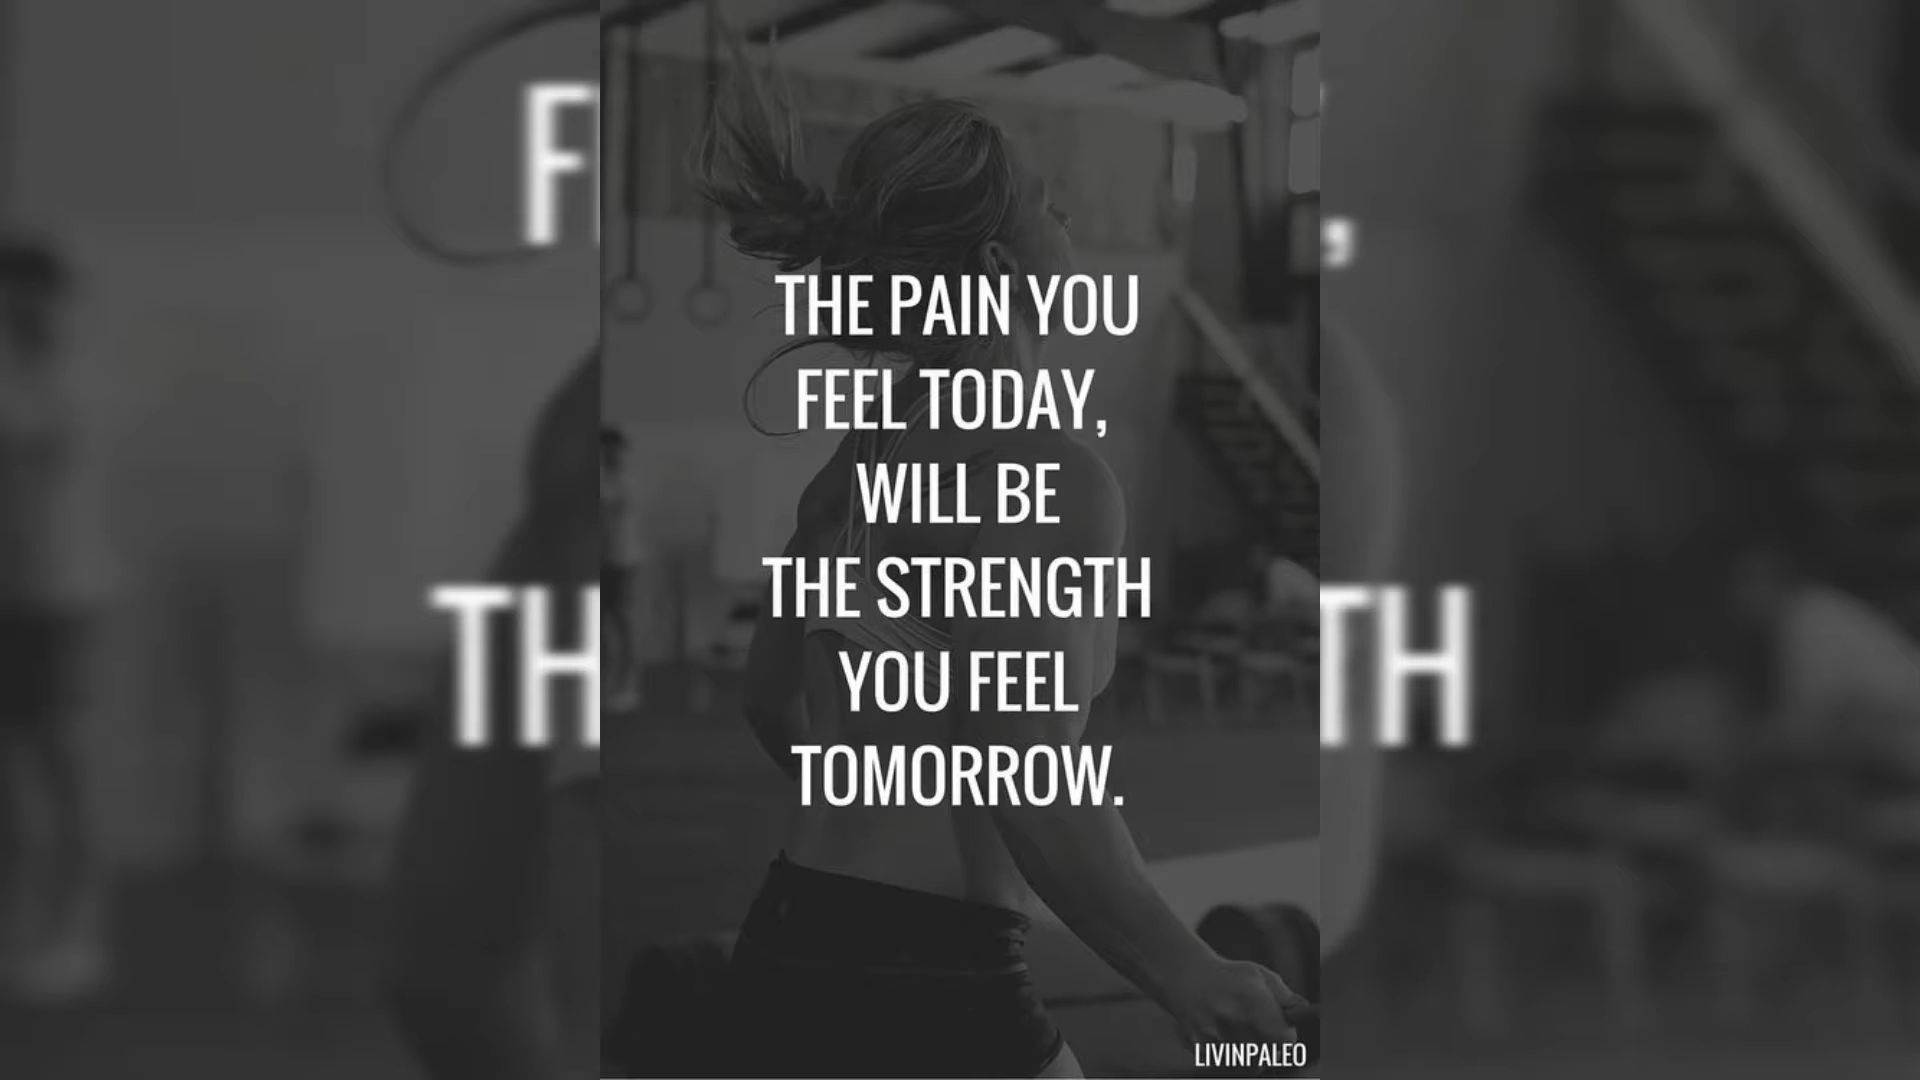 THE PAIN YOU
FEEL TODAY,
WILL BE
THE STRENGTH
YOU FEEL
TOMORROW.
LIVINPALEO